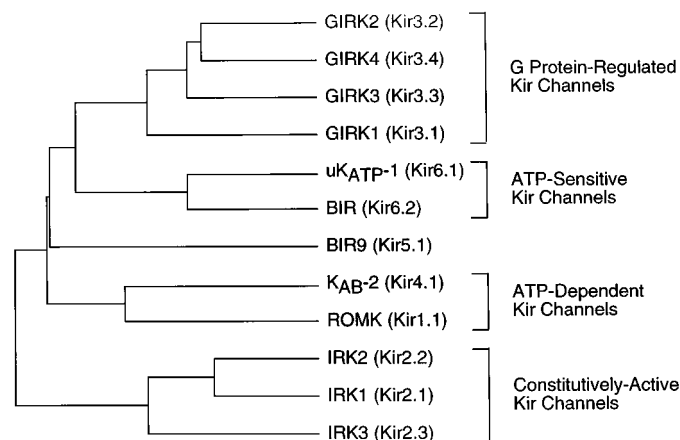 GIRK2 (Kir3.2)
GIRK4 (Kir3.4)
GIRK3 (Kir3.3)
GIRK1 (Kir3.1)
G Protein-Regulated
Kir Channels
uKATP-1 (Kir6.1)
BIR (Kir6.2)
ATP-Sensitive
Kir Channels
BIR9 (Kir5.1)
KAB-2 (Kir4.1)
ROMK (Kir1.1)
ATP-Dependent
Kir Channels
IRK2 (Kir2.2)
IRK1 (Kir2.1)
IRK3 (Kir2.3)
Constitutively-Active
Kir Channels